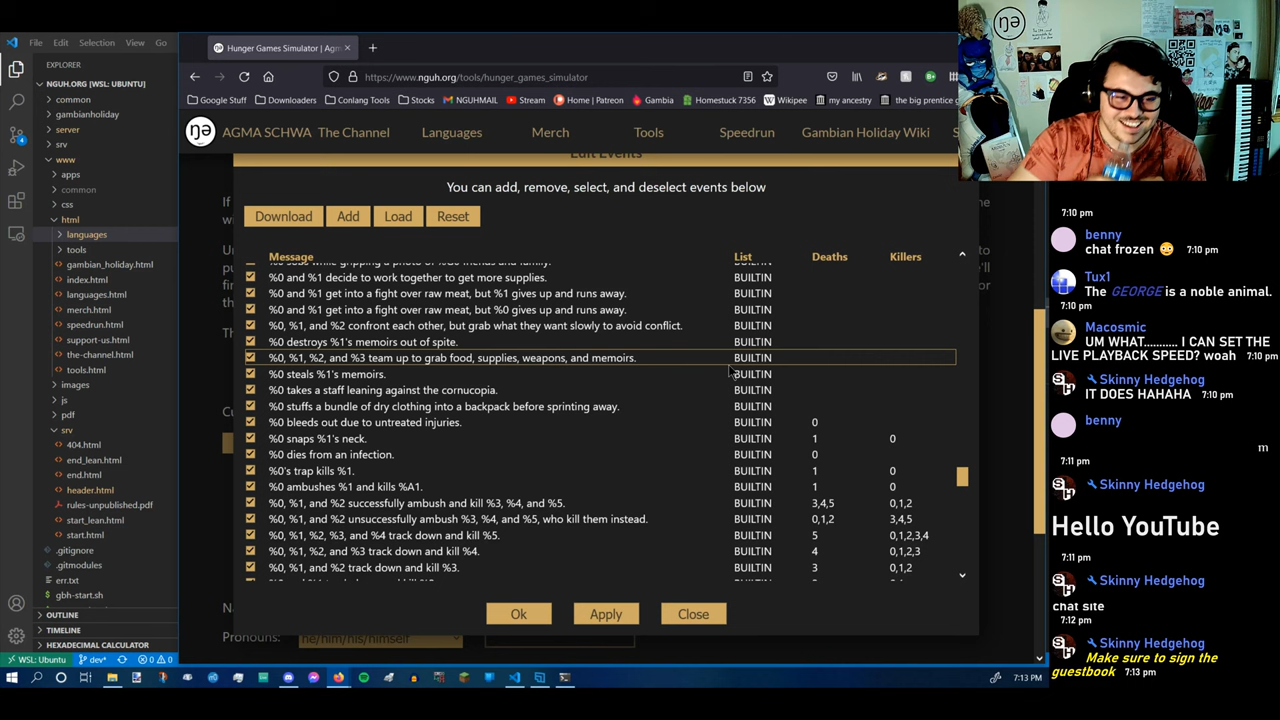 File Edit Selection View Go
EXPLORER
NGUH.ORG [WSL: UBUNTU]
common
gambianholiday
server
srv
www
apps
common
css
html
languages
tools
gambian_holiday.html
index.html
languages.html
merch.html
speedrun.html
the-channel.html
tools.html
images
js
pdf
srv
404.html
end_lean.html
end.html
header.html
rules-unpublished.pdf
start_lean.html
start.html
.gitignore
.gitmodules
err.txt
gbh-start.sh
OUTLINE
TIMELINE
HEXADECIMAL CALCULATOR
WSL: Ubuntu dev* 0 0
Hunger Games Simulator | Agm
https://www.nguh.org/tools/hunger_games_simulator
Google Stuff Downloaders Conlang Tools Stocks NGUHMAIL Stream Home | Patreon Gambia Homestuck 7356 Wikipee my ancestry the big prentice
ŋə AGMA SCHWA The Channel Languages Merch Tools Speedrun Gambian Holiday Wiki
Edit Events
You can add, remove, select, and deselect events below
Download Add Load Reset
Message List Deaths Killers
%0 and %1 decide to work together to get more supplies. BUILTIN
%0 and %1 get into a fight over raw meat, but %1 gives up and runs away. BUILTIN
%0 and %1 get into a fight over raw meat, but %0 gives up and runs away. BUILTIN
%0, %1, and %2 confront each other, but grab what they want slowly to avoid conflict. BUILTIN
%0 destroys %1's memoirs out of spite. BUILTIN
%0, %1, %2, and %3 team up to grab food, supplies, weapons, and memoirs. BUILTIN
%0 steals %1's memoirs. BUILTIN
%0 takes a staff leaning against the cornucopia. BUILTIN
%0 stuffs a bundle of dry clothing into a backpack before sprinting away. BUILTIN
%0 bleeds out due to untreated injuries. BUILTIN 0
%0 snaps %1's neck. BUILTIN 1 0
%0 dies from an infection. BUILTIN 0
%0's trap kills %1. BUILTIN 1 0
%0 ambushes %1 and kills %A1. BUILTIN 1 0
%0, %1, and %2 successfully ambush and kill %3, %4, and %5. BUILTIN 3,4,5 0,1,2
%0, %1, and %2 unsuccessfully ambush %3, %4, and %5, who kill them instead. BUILTIN 0,1,2 3,4,5
%0, %1, %2, %3, and %4 track down and kill %5. BUILTIN 5 0,1,2,3,4
%0, %1, %2, and %3 track down and kill %4. BUILTIN 4 0,1,2,3
%0, %1, and %2 track down and kill %3. BUILTIN 3 0,1,2
Ok Apply Close
Pronouns: he/him/his/himself
7:13 PM
7:10 pm
benny
chat frozen 😳 7:10 pm
Tux1
The GEORGE is a noble animal.
7:10 pm
Macosmic
UM WHAT..... I CAN SET THE
LIVE PLAYBACK SPEED? woah 7:10 pm
Skinny Hedgehog
IT DOES HAHAHA 7:10 pm
benny
m
7:11 pm
Skinny Hedgehog
Hello YouTube
7:11 pm
Skinny Hedgehog
chat site
7:12 pm
Skinny Hedgehog
Make sure to sign the
guestbook 7:13 pm